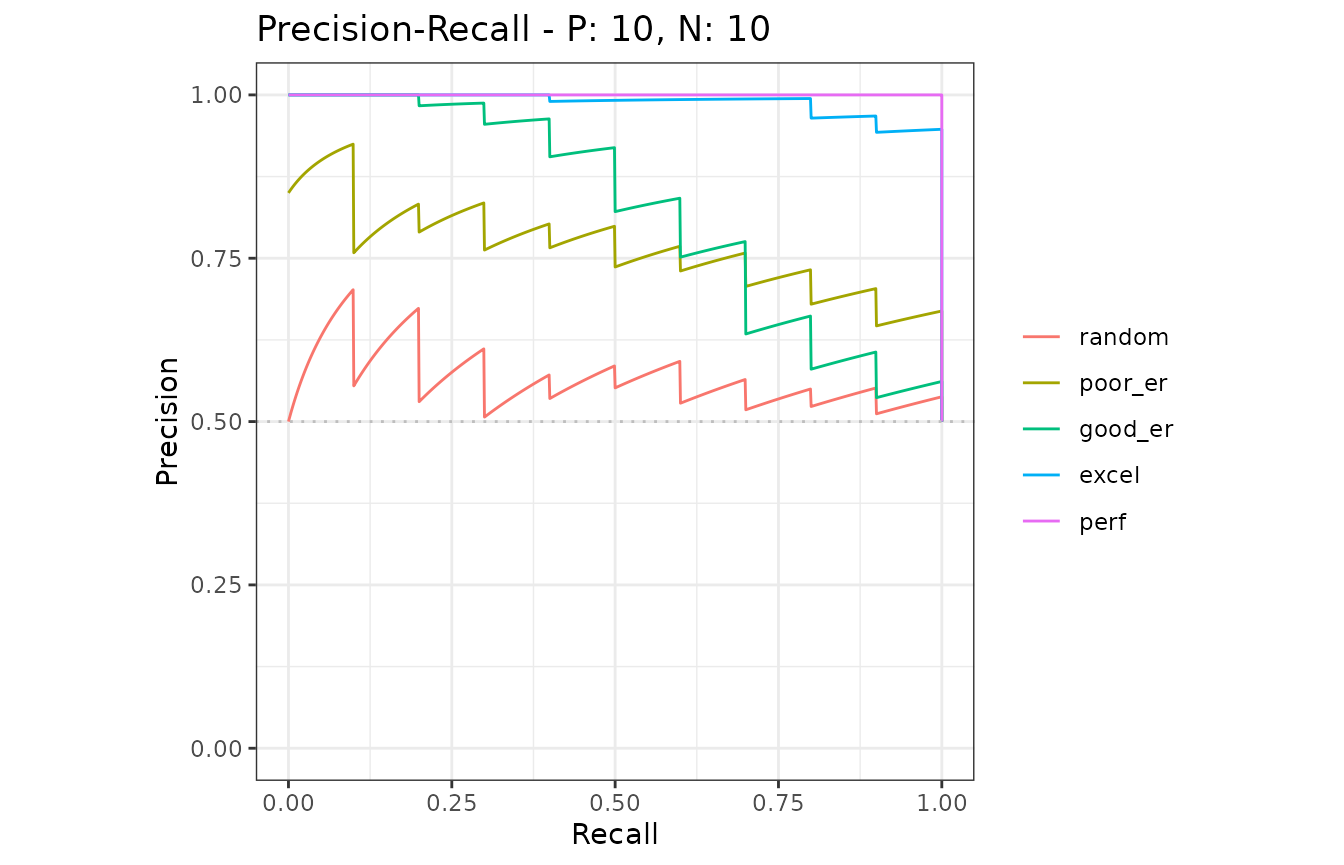 Precision-Recall - P: 10, N: 10
Precision
1.00
0.75
0.50
0.25
0.00
0.00 0.25 0.50 0.75 1.00
Recall
random
poor_er
good_er
excel
perf